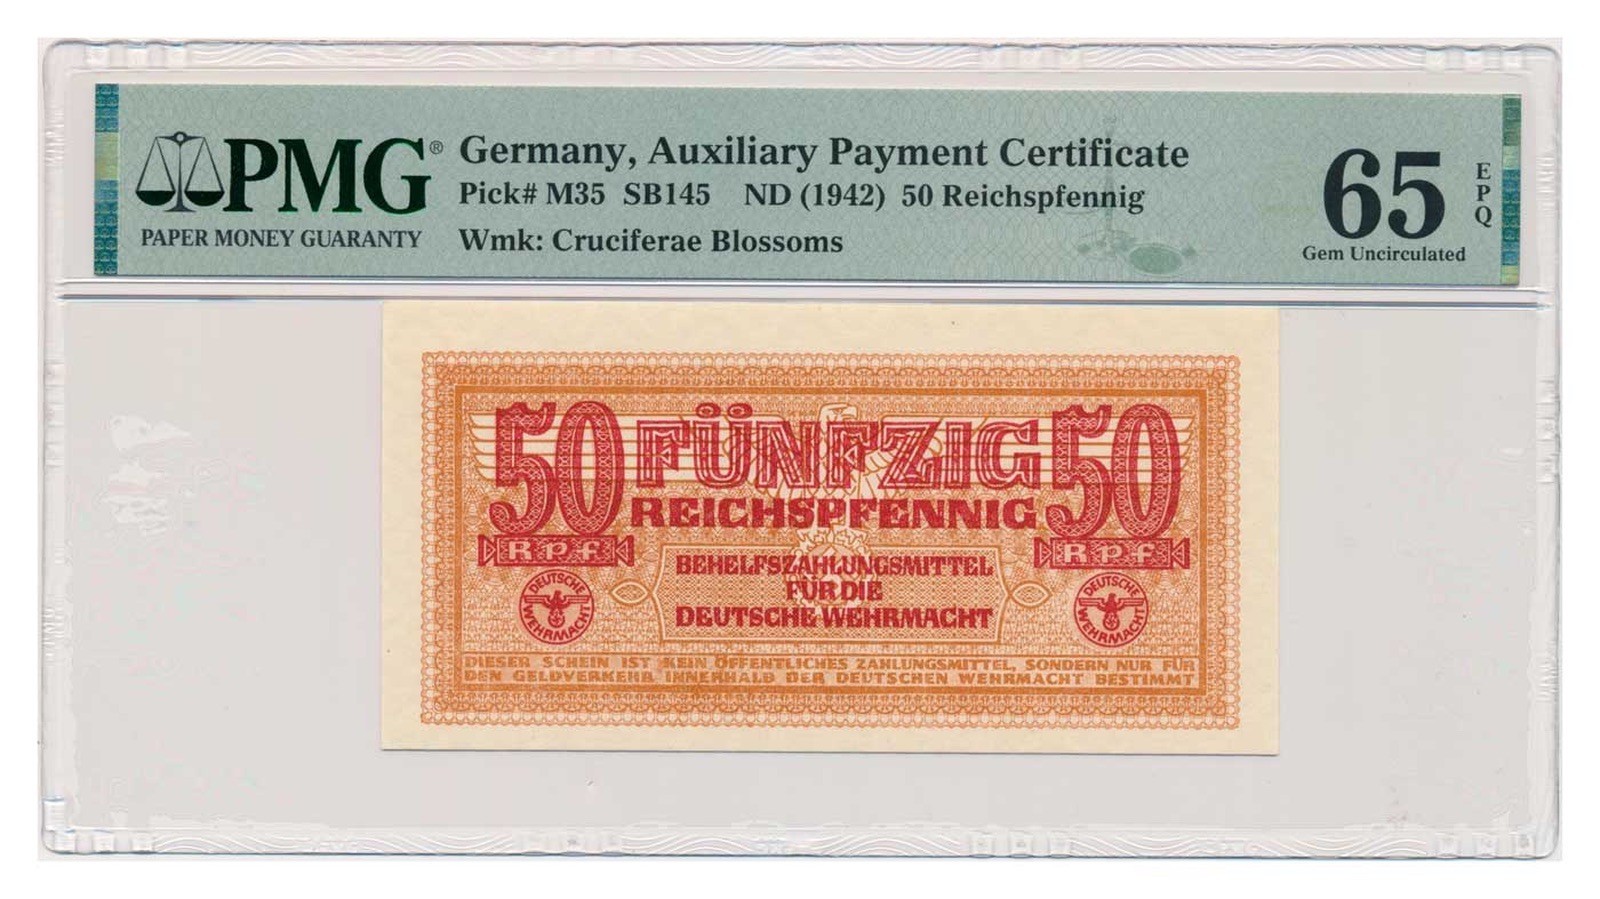 PMG®
PAPER MONEY GUARANTY
Germany, Auxiliary Payment Certificate
Pick# M35 SB145 ND (1942) 50 Reichspfennig
Wmk: Cruciferae Blossoms
65 EPQ
Gem Uncirculated
50 FÜNFZIG 50
REICHSPFENNIG
Rpf Rpf
BEHELFSZAHLUNGSMITTEL
FÜR DIE
DEUTSCHE WEHRMACHT
DEUTSCHE WEHRMACHT
DEUTSCHE WEHRMACHT
DIESER SCHEIN IST KEIN ÖFFENTLICHES ZAHLUNGSMITTEL, SONDERN NUR FÜR
DEN GELDVERKEHR INNERHALB DER DEUTSCHEN WEHRMACHT BESTIMMT